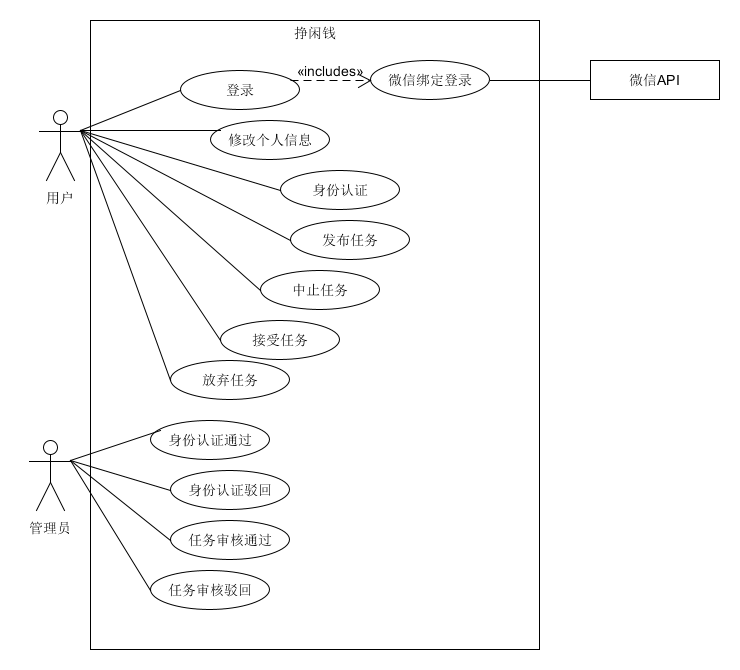 挣闲钱
«includes»
登录
微信绑定登录
微信API
修改个人信息
用户
身份认证
发布任务
中止任务
接受任务
放弃任务
身份认证通过
身份认证驳回
管理员
任务审核通过
任务审核驳回